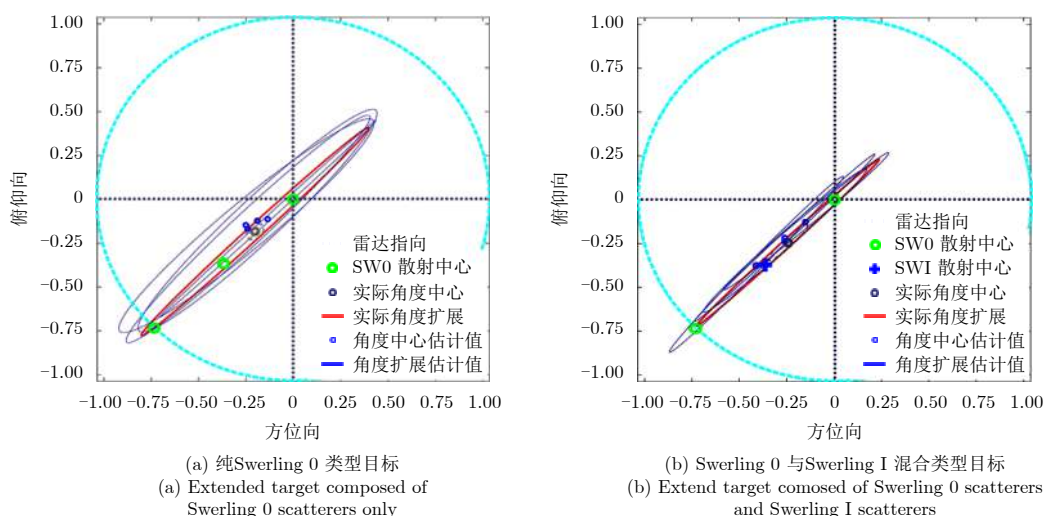 1.00
0.75
0.50
0.25
0
−0.25
−0.50
−0.75
−1.00
俯仰向
−1.00 −0.75 −0.50 −0.25 0 0.25 0.50 0.75 1.00
方位向
雷达指向
SW0 散射中心
实际角度中心
实际角度扩展
角度中心估计值
角度扩展估计值
(a) 纯Swerling 0 类型目标
(a) Extended target composed of
Swerling 0 scatterers only
1.00
0.75
0.50
0.25
0
−0.25
−0.50
−0.75
−1.00
俯仰向
−1.00 −0.75 −0.50 −0.25 0 0.25 0.50 0.75 1.00
方位向
雷达指向
SW0 散射中心
SWI 散射中心
实际角度中心
实际角度扩展
角度中心估计值
角度扩展估计值
(b) Swerling 0 与Swerling I 混合类型目标
(b) Extend target comosed of Swerling 0 scatterers
and Swerling I scatterers